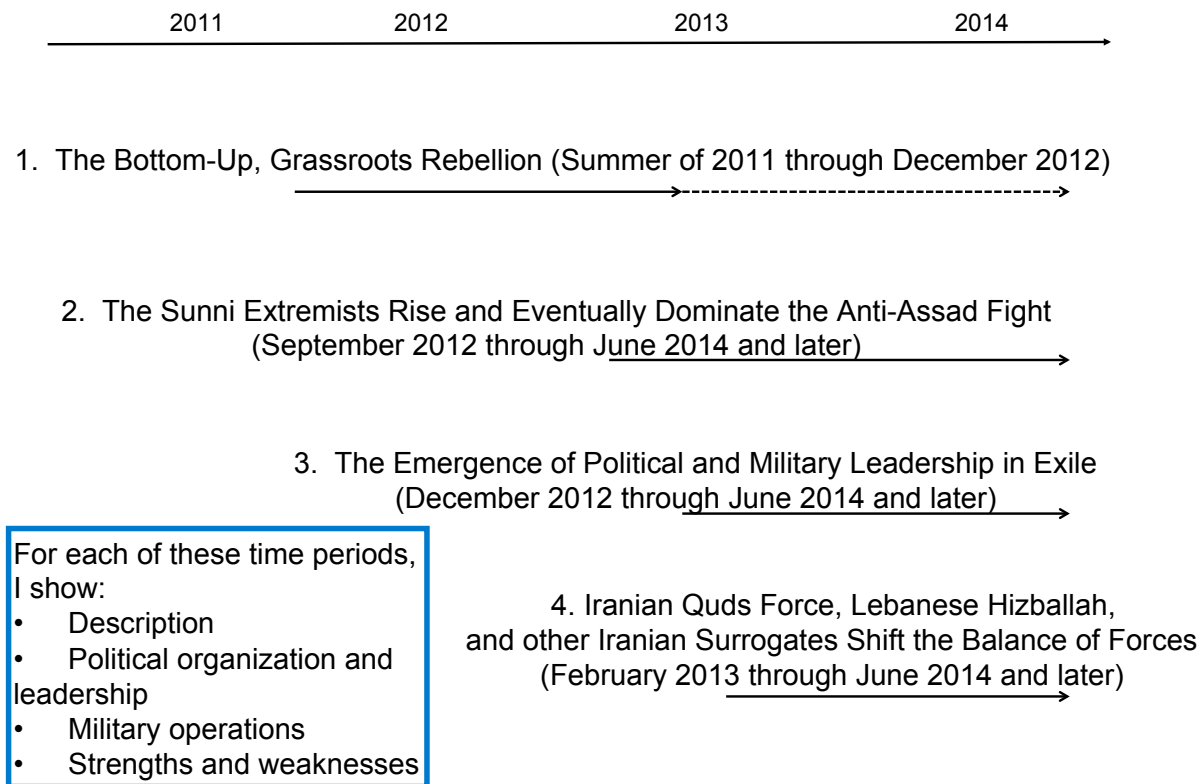 2011 2012 2013 2014
1. The Bottom-Up, Grassroots Rebellion (Summer of 2011 through December 2012)
2. The Sunni Extremists Rise and Eventually Dominate the Anti-Assad Fight
(September 2012 through June 2014 and later)
3. The Emergence of Political and Military Leadership in Exile
(December 2012 through June 2014 and later)
For each of these time periods,
I show:
• Description
• Political organization and
leadership
• Military operations
• Strengths and weaknesses
4. Iranian Quds Force, Lebanese Hizballah,
and other Iranian Surrogates Shift the Balance of Forces
(February 2013 through June 2014 and later)